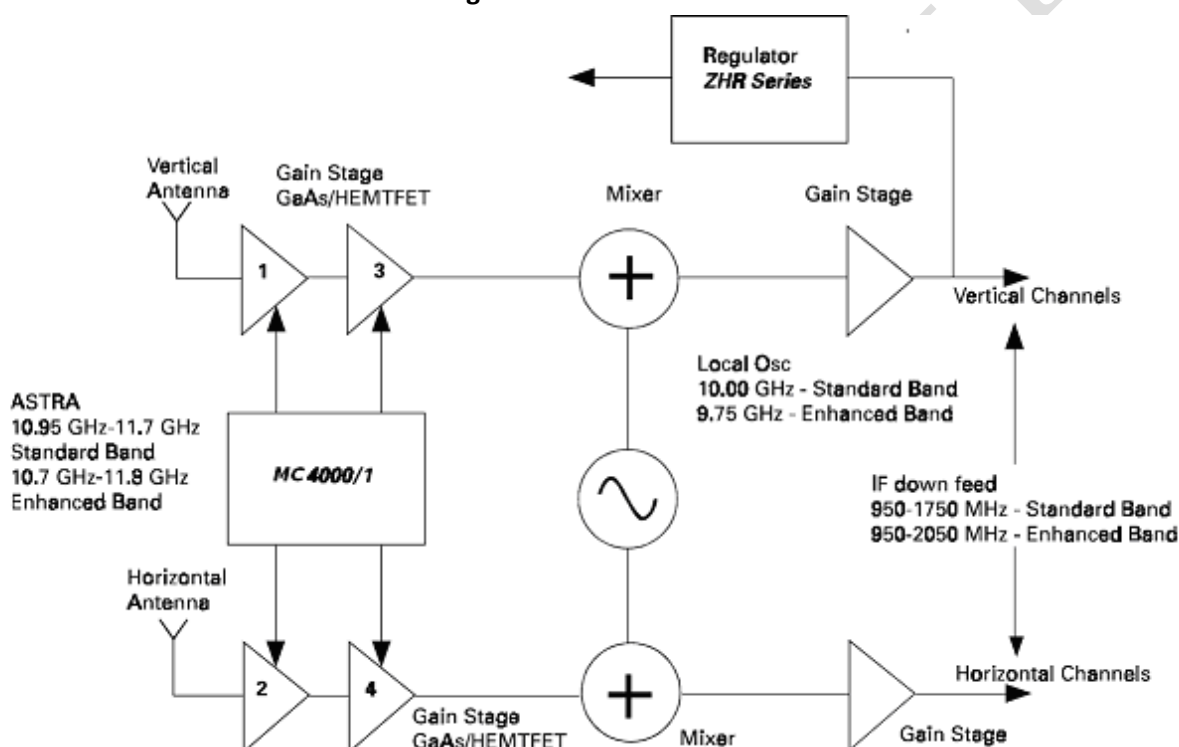 Regulator
ZHR Series
Vertical
Antenna
Gain Stage
GaAs/HEMTFET
Mixer
Gain Stage
1
3
Vertical Channels
Local Osc
10.00 GHz - Standard Band
9.75 GHz - Enhanced Band
ASTRA
10.95 GHz-11.7 GHz
Standard Band
10.7 GHz-11.8 GHz
Enhanced Band
MC4000/1
IF down feed
950-1750 MHz - Standard Band
950-2050 MHz - Enhanced Band
Horizontal
Antenna
2
4
Horizontal Channels
Gain Stage
GaAs/HEMTFET
Mixer
Gain Stage